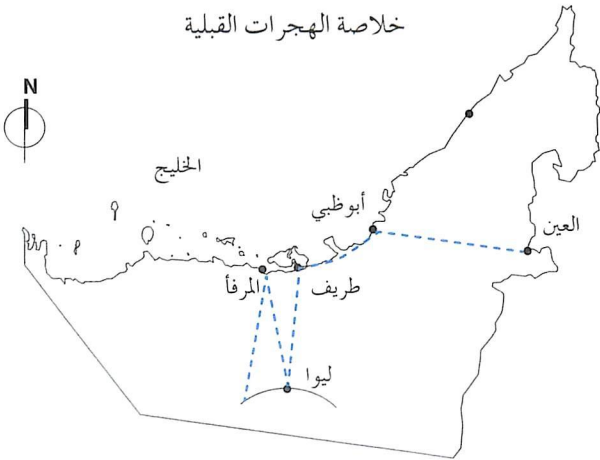 خلاصة الهجرات القبلية
N
الخليج
أبوظبي
العين
المرفأ
طريف
ليوا